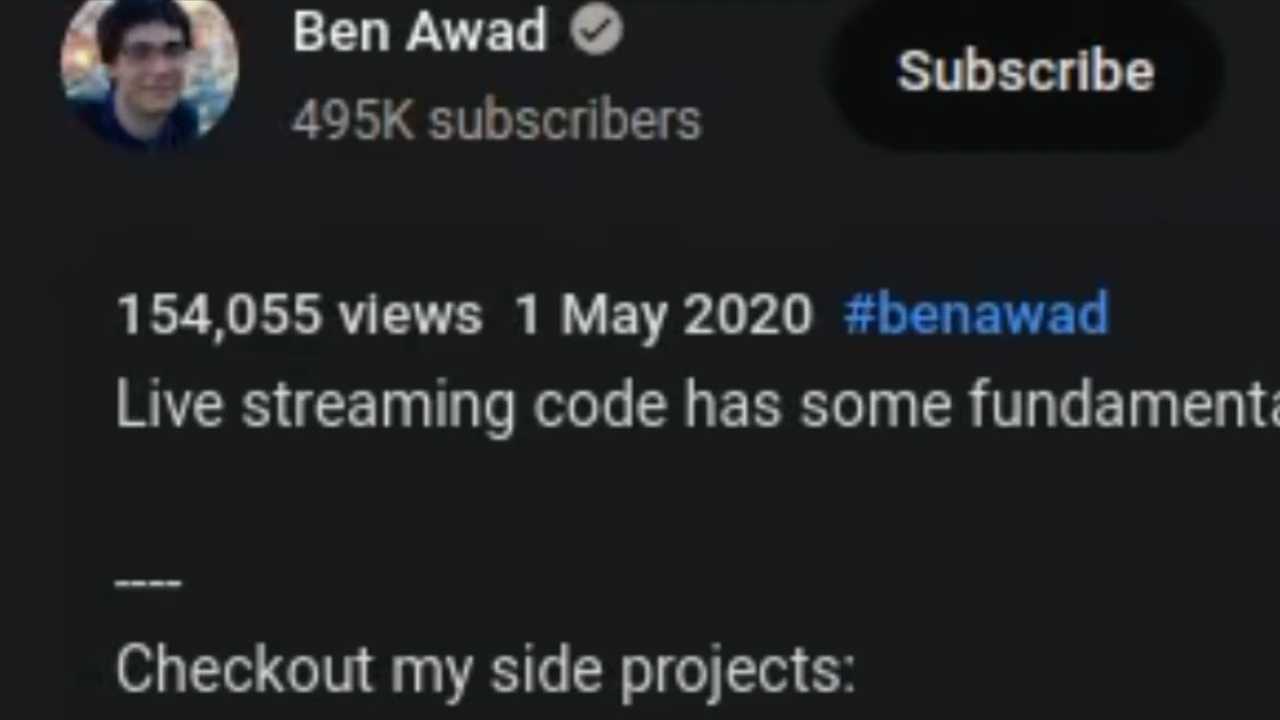 Ben Awad
Subscribe
495K subscribers
154,055 views 1 May 2020 #benawad
Live streaming code has some
----
Checkout my side projects: